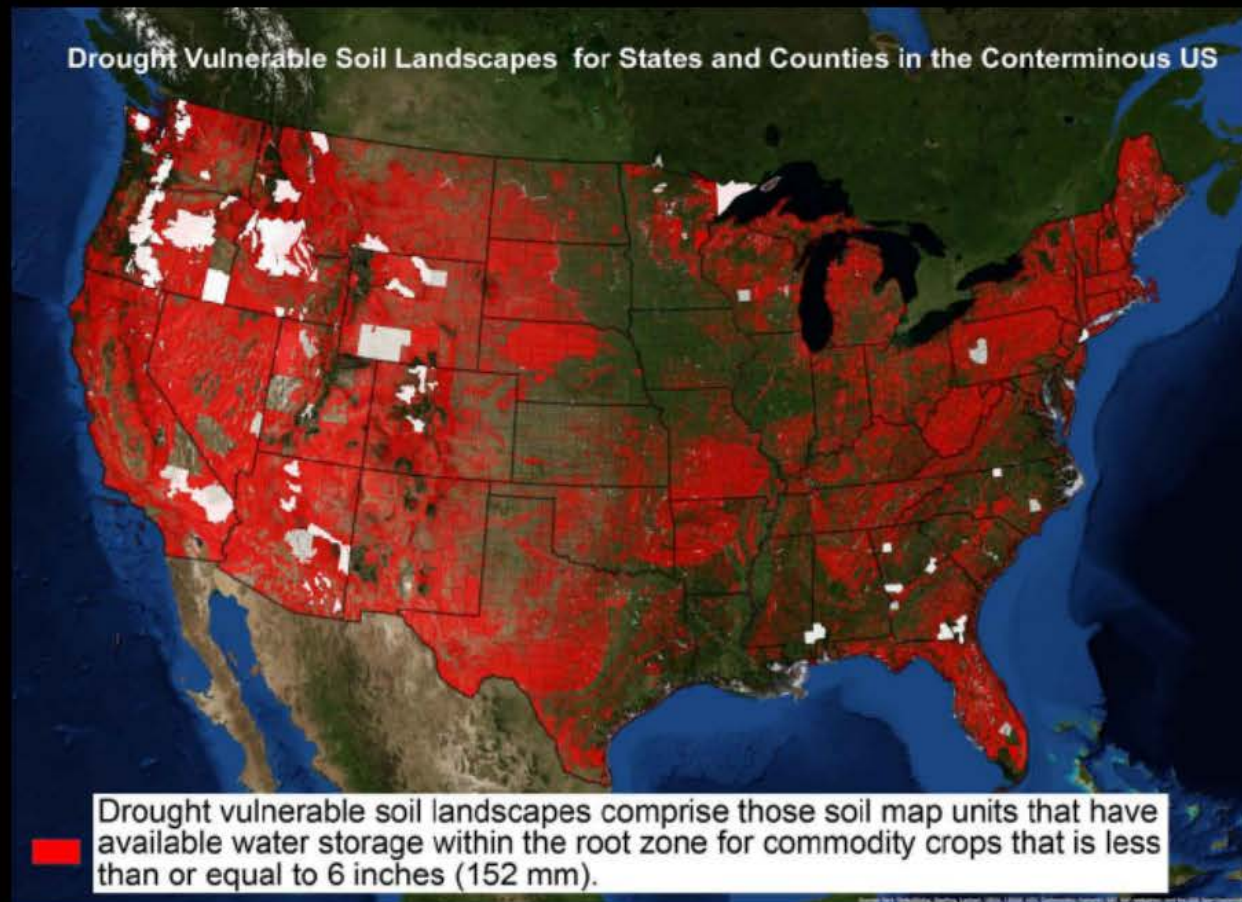 Drought Vulnerable Soil Landscapes for States and Counties in the Conterminous US
Drought vulnerable soil landscapes comprise those soil map units that have
available water storage within the root zone for commodity crops that is less
than or equal to 6 inches (152 mm).